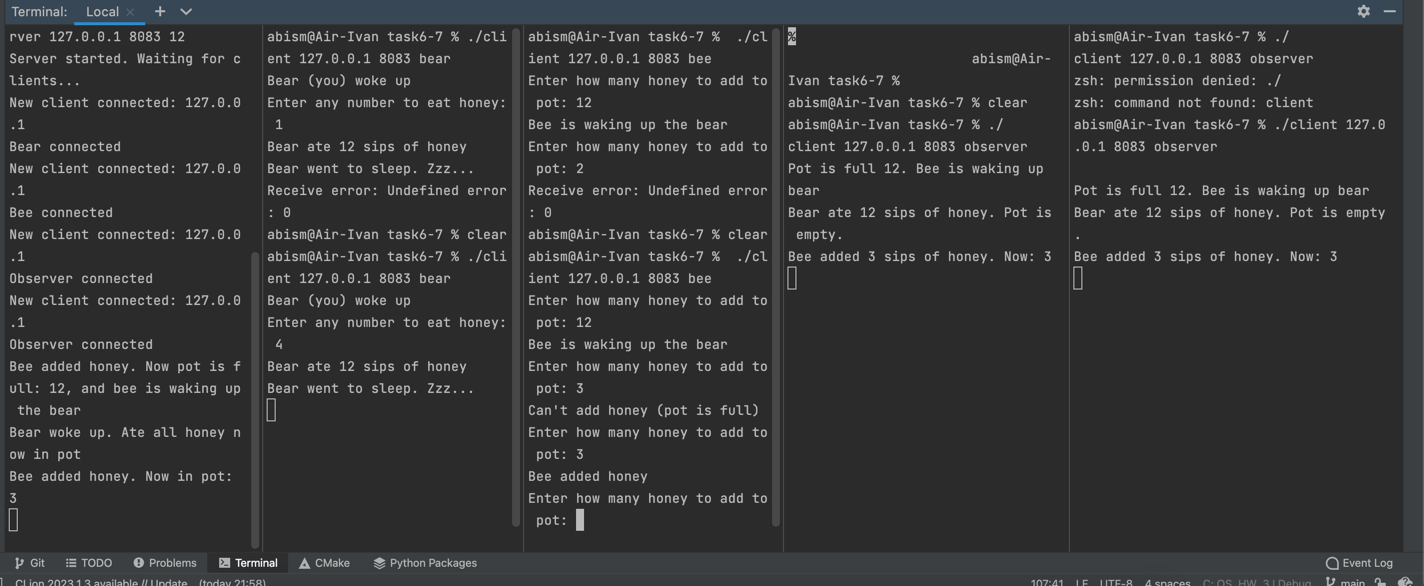 Terminal: Local × +
rver 127.0.0.1 8083 12
Server started. Waiting for c
lients...
New client connected: 127.0.0
.1
Bear connected
New client connected: 127.0.0
.1
Bee connected
New client connected: 127.0.0
.1
Observer connected
New client connected: 127.0.0
.1
Observer connected
Bee added honey. Now pot is f
ull: 12, and bee is waking up
 the bear
Bear woke up. Ate all honey n
ow in pot
Bee added honey. Now in pot:
3
abism@Air-Ivan task6-7 % ./cli
ent 127.0.0.1 8083 bear
Bear (you) woke up
Enter any number to eat honey:
 1
Bear ate 12 sips of honey
Bear went to sleep. Zzz...
Receive error: Undefined error
: 0
abism@Air-Ivan task6-7 % clear
abism@Air-Ivan task6-7 % ./cli
ent 127.0.0.1 8083 bear
Bear (you) woke up
Enter any number to eat honey:
 4
Bear ate 12 sips of honey
Bear went to sleep. Zzz...
abism@Air-Ivan task6-7 %  ./cl
ient 127.0.0.1 8083 bee
Enter how many honey to add to
 pot: 12
Bee is waking up the bear
Enter how many honey to add to
 pot: 2
Receive error: Undefined error
: 0
abism@Air-Ivan task6-7 % clear
abism@Air-Ivan task6-7 %  ./cl
ient 127.0.0.1 8083 bee
Enter how many honey to add to
 pot: 12
Bee is waking up the bear
Enter how many honey to add to
 pot: 3
Can't add honey (pot is full)
Enter how many honey to add to
 pot: 3
Bee added honey
Enter how many honey to add to
 pot:
%
abism@Air-
Ivan task6-7 %
abism@Air-Ivan task6-7 % clear
abism@Air-Ivan task6-7 % ./
client 127.0.0.1 8083 observer
Pot is full 12. Bee is waking up
bear
Bear ate 12 sips of honey. Pot is
 empty.
Bee added 3 sips of honey. Now: 3
abism@Air-Ivan task6-7 % ./
client 127.0.0.1 8083 observer
zsh: permission denied: ./
zsh: command not found: client
abism@Air-Ivan task6-7 % ./client 127.0
.0.1 8083 observer
Pot is full 12. Bee is waking up bear
Bear ate 12 sips of honey. Pot is empty
.
Bee added 3 sips of honey. Now: 3
Git TODO Problems Terminal CMake Python Packages Event Log
CLion 2023.1.3 available // Update... (today 21:58) 107:41 LF UTF-8 4 spaces C: OS_HW_3 | Debug main